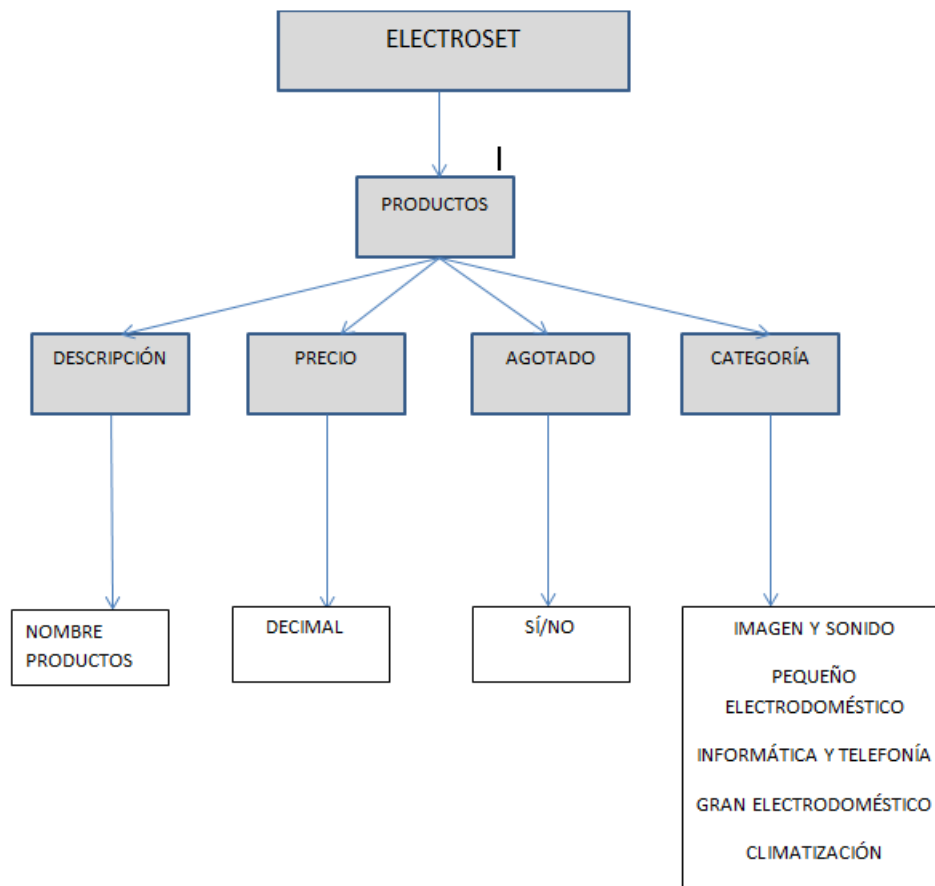 ELECTROSET
PRODUCTOS
DESCRIPCIÓN
PRECIO
AGOTADO
CATEGORÍA
NOMBRE
PRODUCTOS
DECIMAL
SÍ/NO
IMAGEN Y SONIDO
PEQUEÑO
ELECTRODOMÉSTICO
INFORMÁTICA Y TELEFONÍA
GRAN ELECTRODOMÉSTICO
CLIMATIZACIÓN